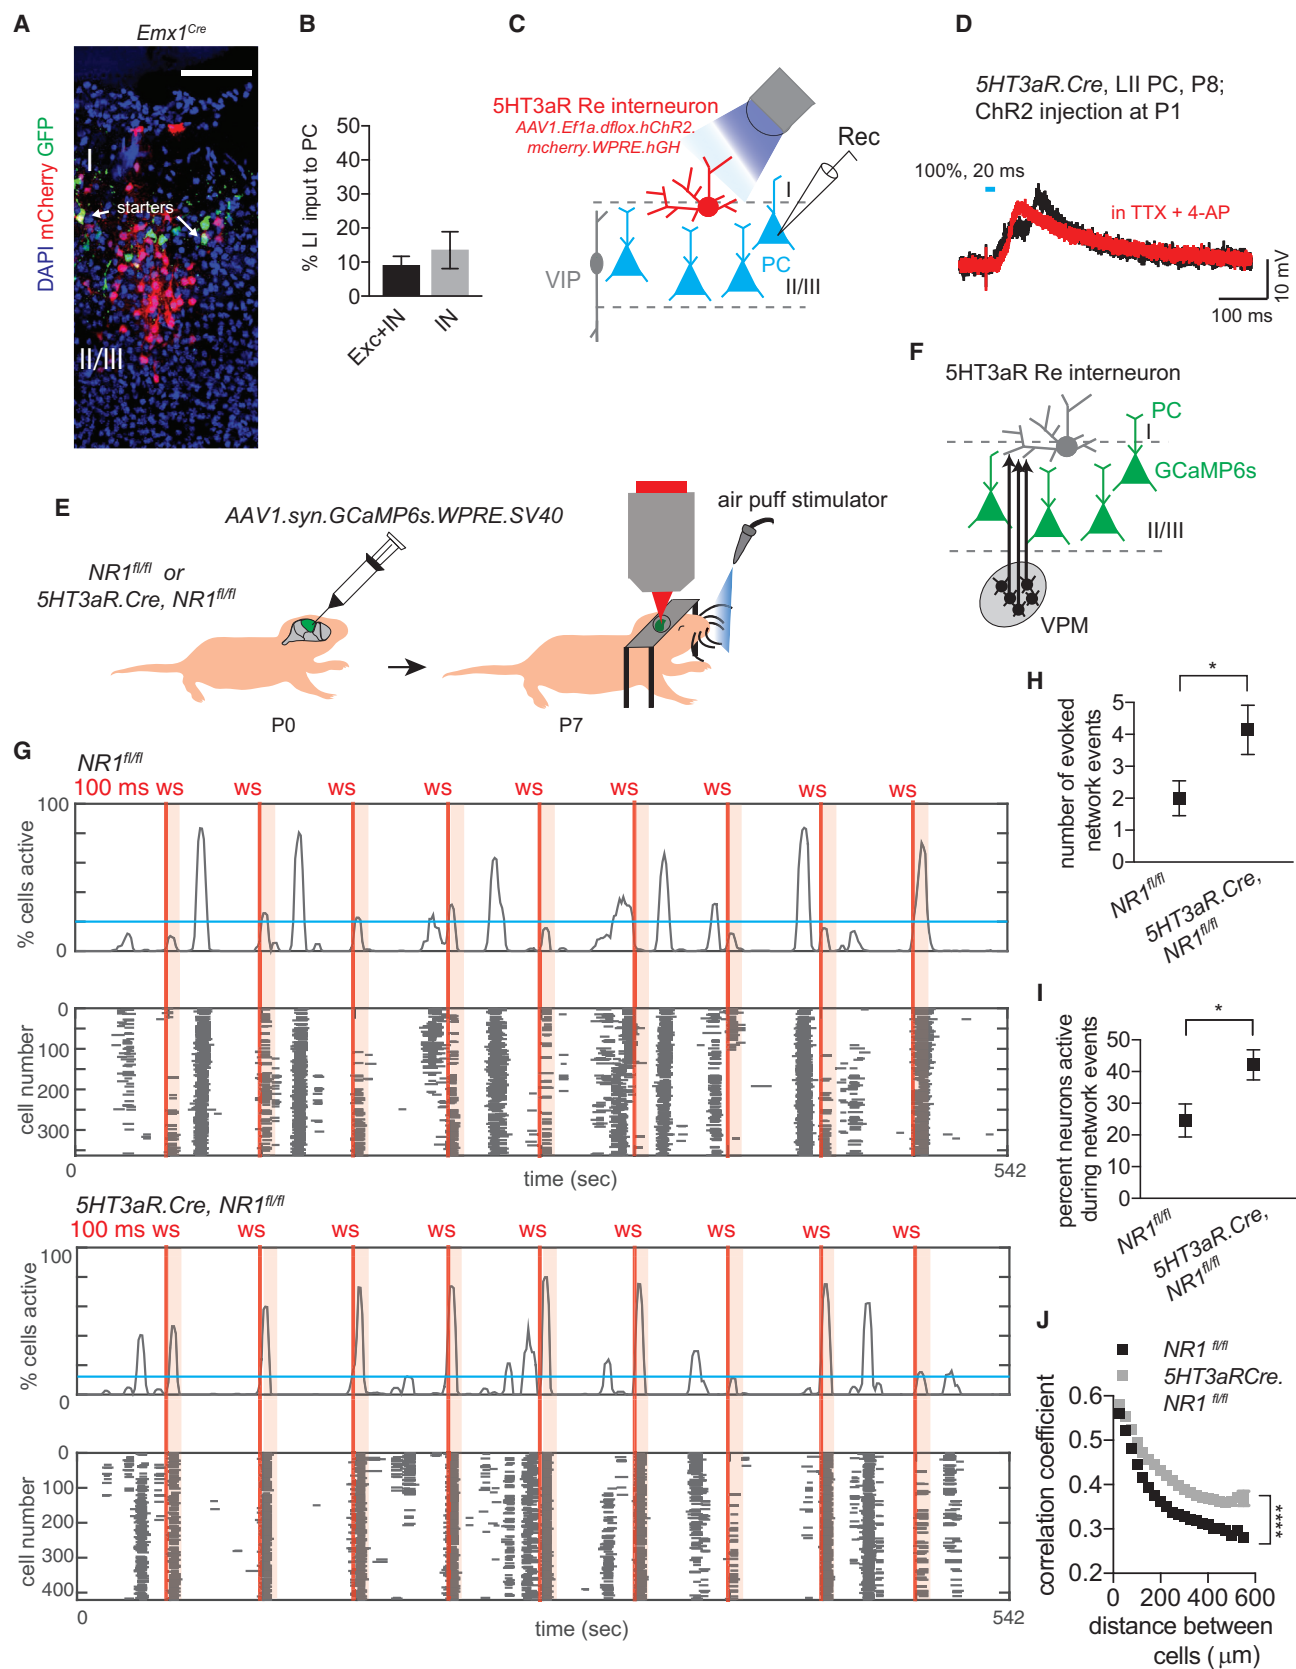 A
Emx1Cre
DAPI mCherry GFP
I
starters
II/III
B
% LI input to PC
50
40
30
20
10
0
Exc+IN
IN
C
5HT3aR Re interneuron
AAV1.Ef1a.dflox.hChR2.
mcherry.WPRE.hGH
Rec
I
VIP
PC
II/III
D
5HT3aR.Cre, LII PC, P8;
ChR2 injection at P1
100%, 20 ms
in TTX + 4-AP
10 mV
100 ms
E
AAV1.syn.GCaMP6s.WPRE.SV40
NR1fl/fl or
5HT3aR.Cre, NR1fl/fl
air puff stimulator
P0
P7
F
5HT3aR Re interneuron
PC
I
GCaMP6s
II/III
VPM
G
NR1fl/fl
100 ms ws ws ws ws ws ws ws ws ws
100
% cells active
0
0
100
200
300
cell number
0
time (sec)
542
5HT3aR.Cre, NR1fl/fl
100 ms ws ws ws ws ws ws ws ws ws
100
% cells active
0
0
100
200
300
400
cell number
0
time (sec)
542
H
number of evoked
network events
5
4
3
2
1
0
*
NR1fl/fl
5HT3aR.Cre,
NR1fl/fl
I
percent neurons active
during network events
50
40
30
20
10
0
*
NR1fl/fl
5HT3aR.Cre,
NR1fl/fl
J
NR1 fl/fl
5HT3aRCre.
NR1 fl/fl
correlation coefficient
0.6
0.5
0.4
0.3
0.2
****
0 200 400 600
distance between
cells ( μm)